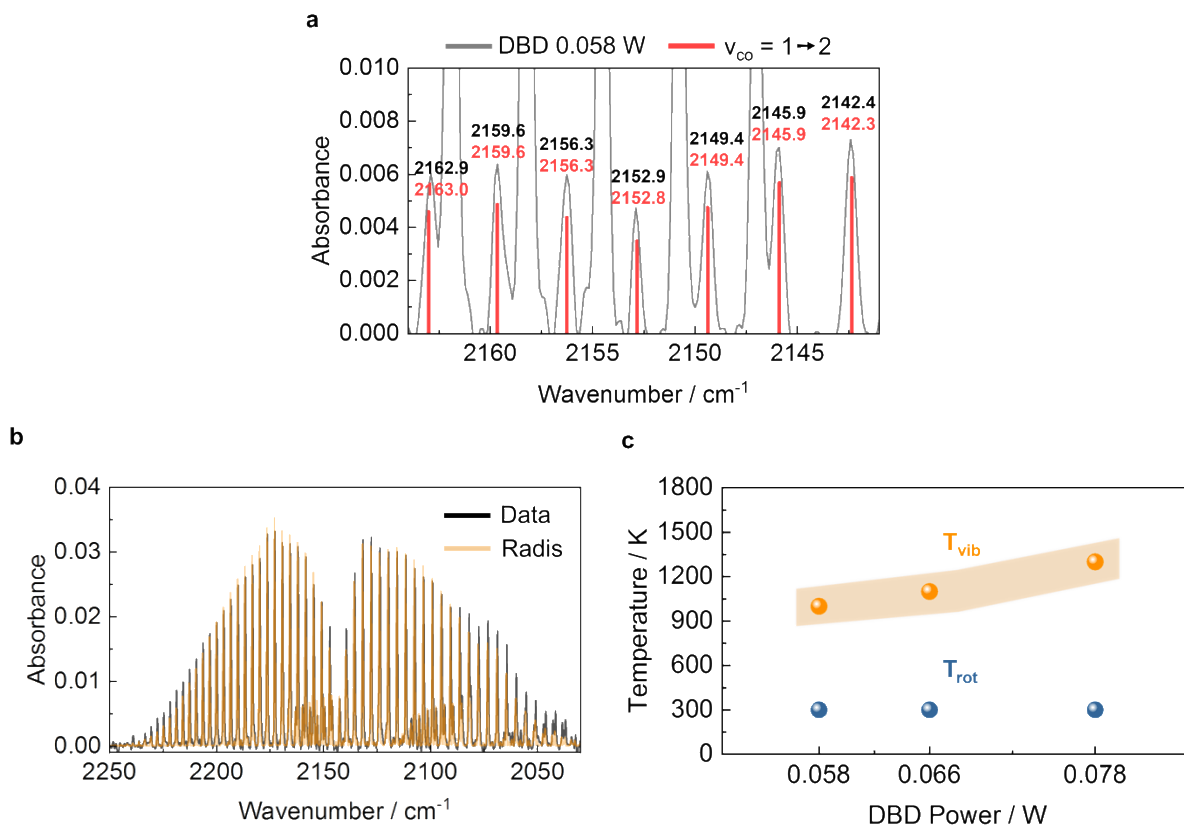 a
DBD 0.058 W
v_co = 1→2
0.010
0.008
0.006
0.004
0.002
0.000
Absorbance
2162.9
2163.0
2159.6
2159.6
2156.3
2156.3
2152.9
2152.8
2149.4
2149.4
2145.9
2145.9
2142.4
2142.3
2160 2155 2150 2145
Wavenumber / cm⁻¹
b
0.04
0.03
0.02
0.01
0.00
Absorbance
Data
Radis
2250 2200 2150 2100 2050
Wavenumber / cm⁻¹
c
1800
1500
1200
900
600
300
0
Temperature / K
T_vib
T_rot
0.058 0.066 0.078
DBD Power / W